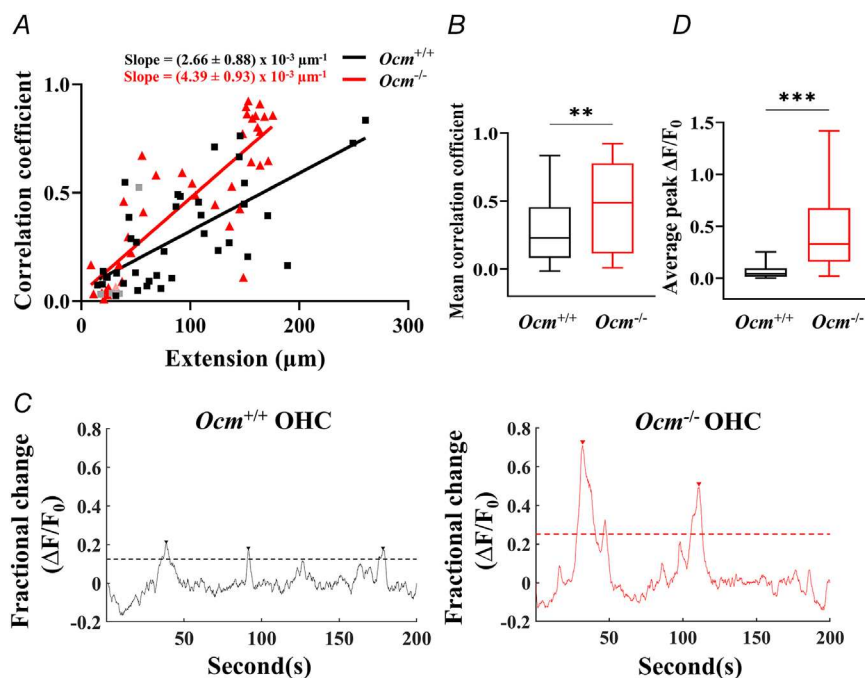 A
Slope = (2.66 ± 0.88) x 10-3 µm-1
Slope = (4.39 ± 0.93) x 10-3 µm-1
Ocm+/+
Ocm-/-
Correlation coefficient
1.0
0.5
0.0
0
100
200
300
Extension (µm)
B
**
Mean correlation cofficient
1.0
0.5
0.0
Ocm+/+
Ocm-/-
D
***
Average peak ΔF/F0
1.5
1.0
0.5
0.0
Ocm+/+
Ocm-/-
C
Ocm+/+ OHC
Fractional change
(ΔF/F0)
0.8
0.6
0.4
0.2
0
-0.2
50
100
150
200
Second(s)
Ocm-/- OHC
Fractional change
(ΔF/F0)
0.8
0.6
0.4
0.2
0
-0.2
50
100
150
200
Second(s)